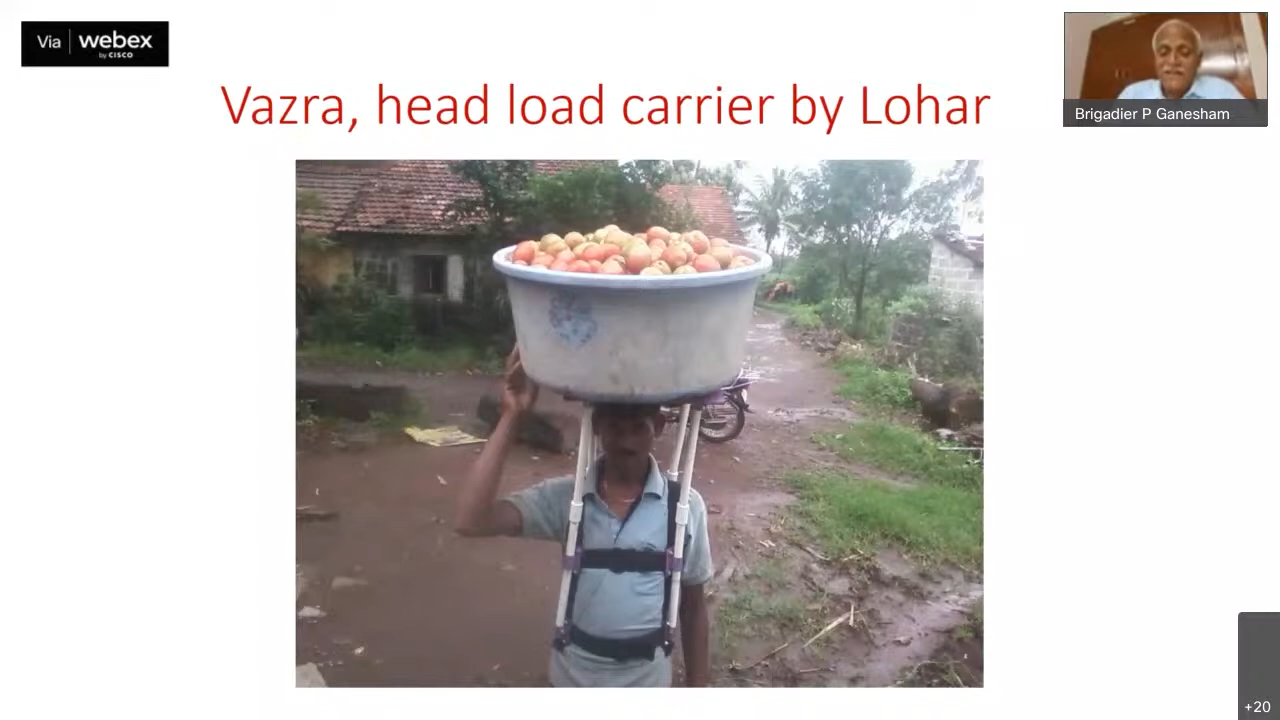 Via webex
by CISCO
Vazra, head load carrier by Lohar
Brigadier P Ganesham
+20